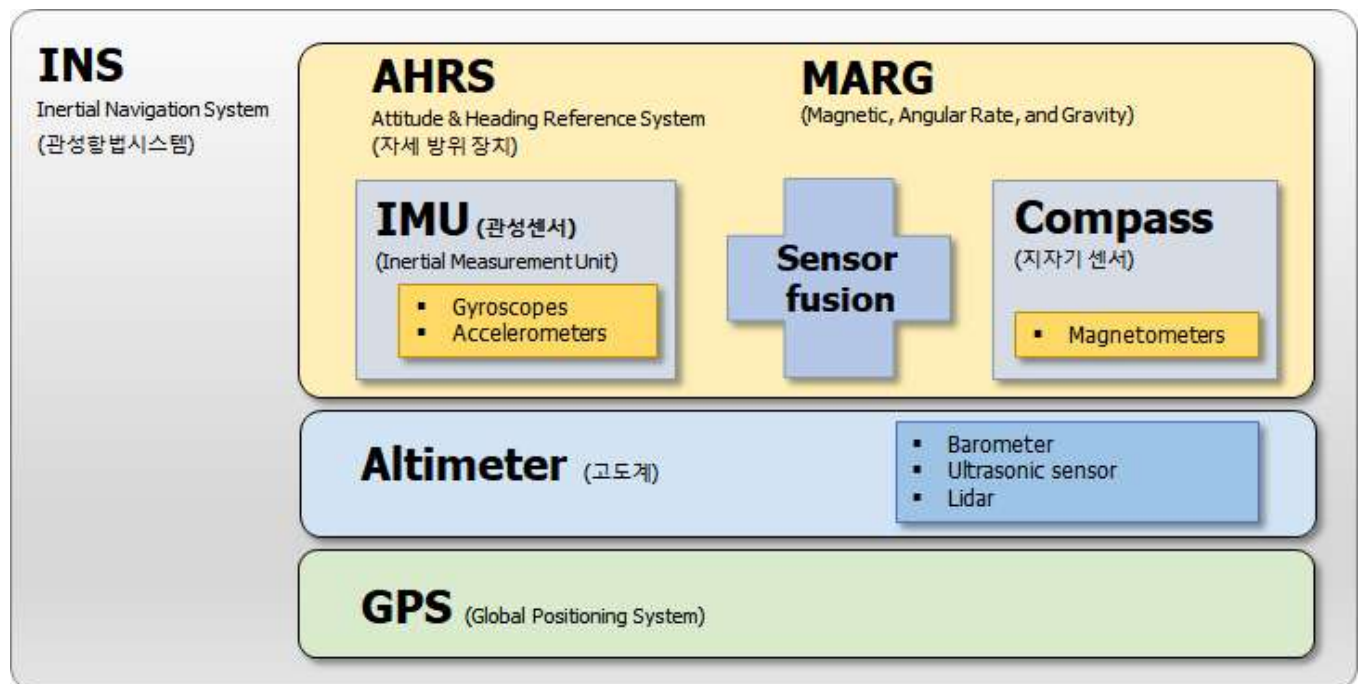 INS
Inertial Navigation System
(관성항법시스템)
AHRS
Attitude & Heading Reference System
(자세 방위 장치)
MARG
(Magnetic, Angular Rate, and Gravity)
IMU (관성센서)
(Inertial Measurement Unit)
▪ Gyroscopes
▪ Accelerometers
Sensor
fusion
Compass
(지자기 센서)
▪ Magnetometers
Altimeter (고도계)
▪ Barometer
▪ Ultrasonic sensor
▪ Lidar
GPS (Global Positioning System)